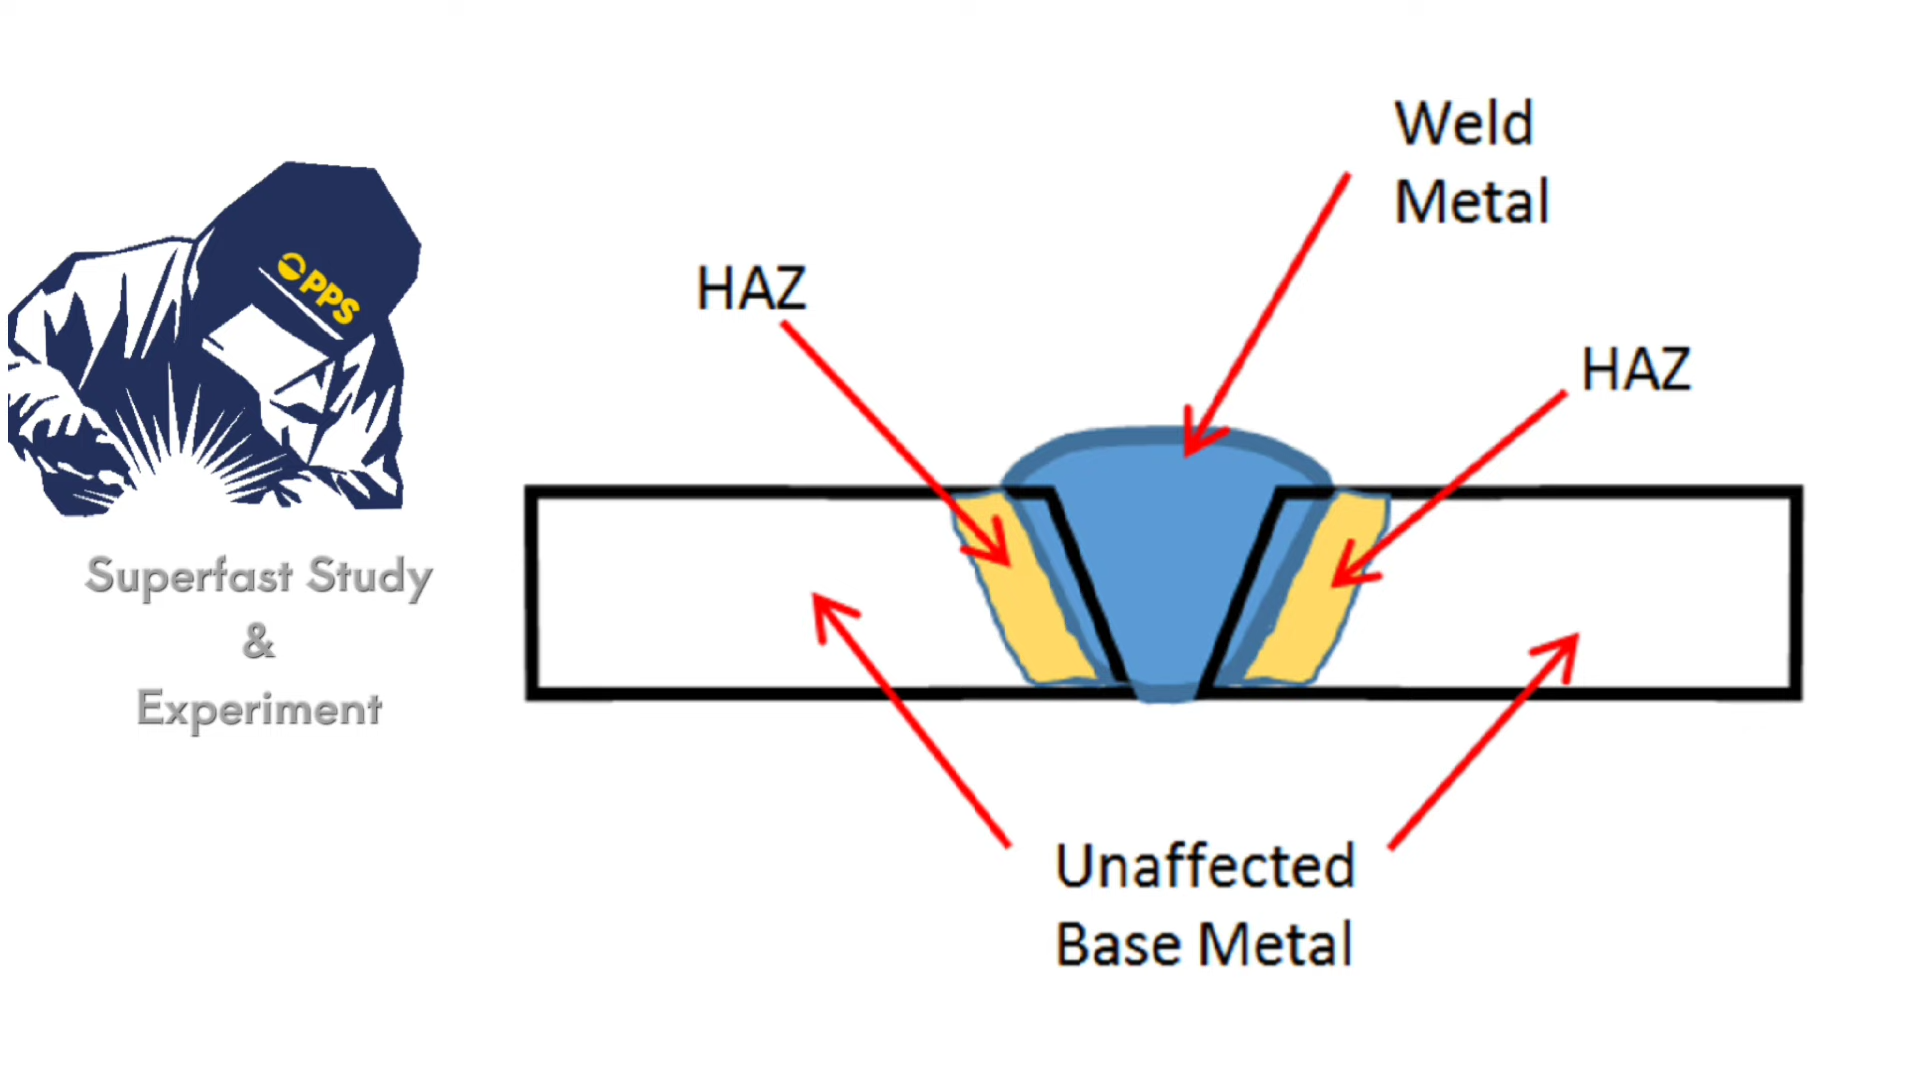 PPS
Superfast Study
&
Experiment
Weld
Metal
HAZ
HAZ
Unaffected
Base Metal